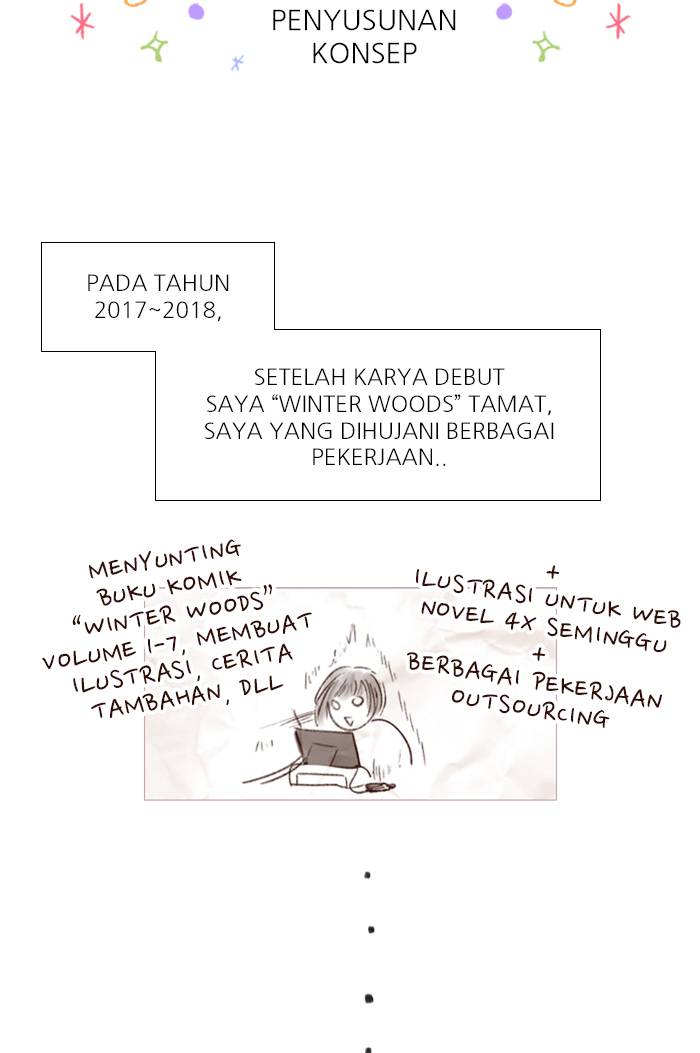 PENYUSUNAN
KONSEP
PADA TAHUN
2017~2018,
SETELAH KARYA DEBUT
SAYA “WINTER WOODS” TAMAT,
SAYA YANG DIHUJANI BERBAGAI
PEKERJAAN..
MENYUNTING
BUKU KOMIK
“WINTER WOODS”
VOLUME 1-7, MEMBUAT
ILUSTRASI, CERITA
TAMBAHAN, DLL
+
ILUSTRASI UNTUK WEB
NOVEL 4X SEMINGGU
+
BERBAGAI PEKERJAAN
OUTSOURCING